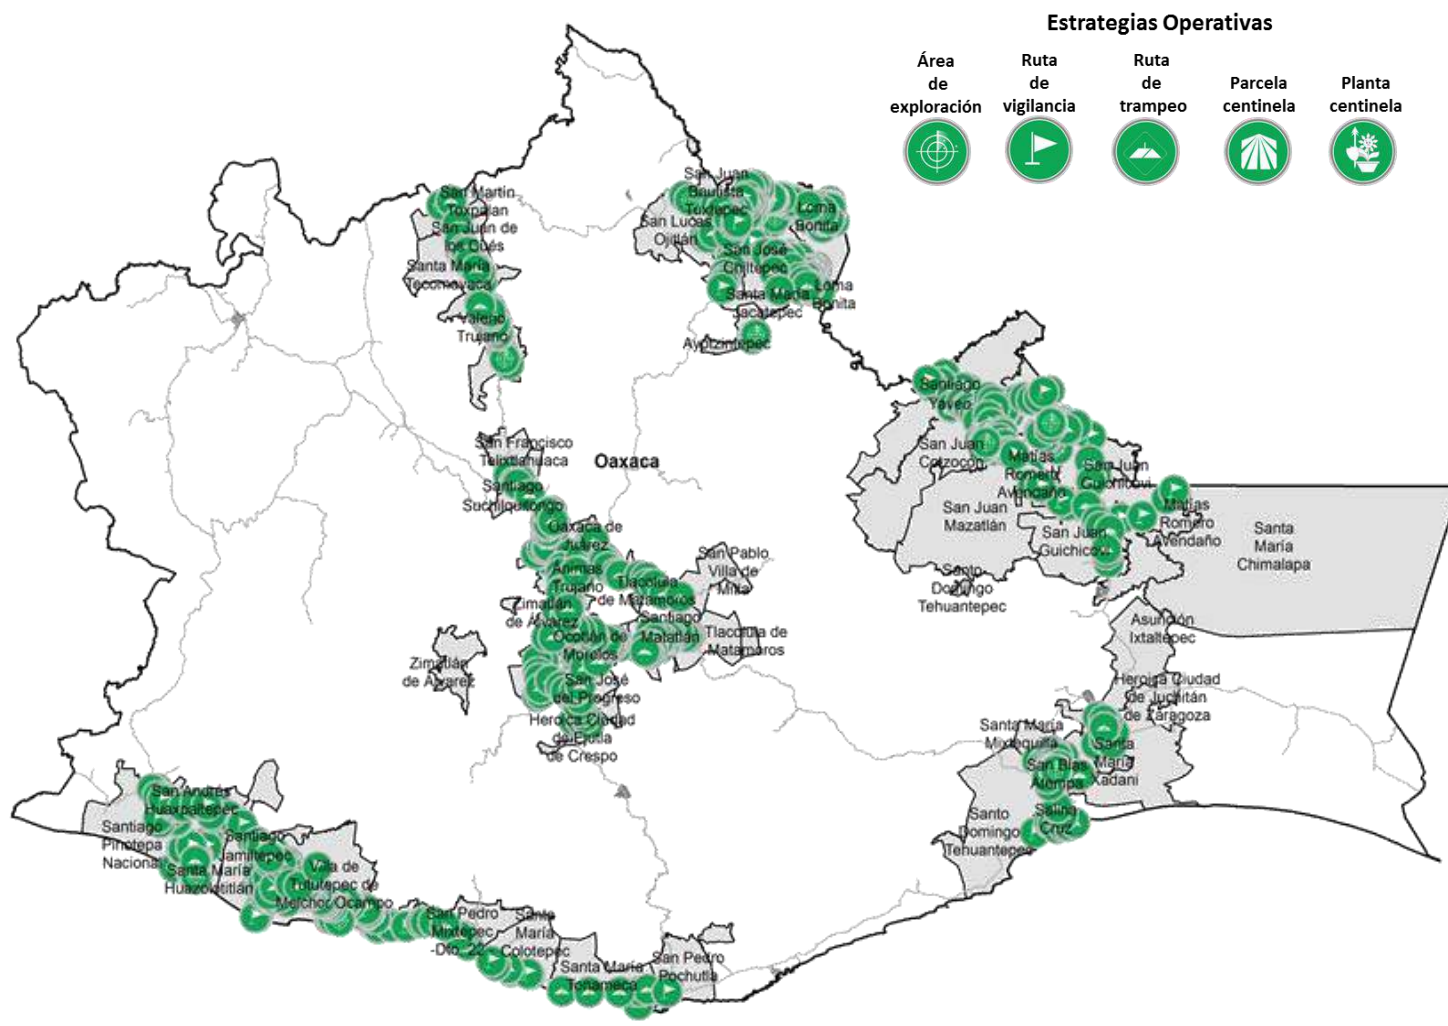 Estrategias Operativas
Área
de
exploración
Ruta
de
vigilancia
Ruta
de
trampeo
Parcela
centinela
Planta
centinela
San Martín
Toxpalan
San Juan de
los Cués
Santa María
Tecomavaca
Valerio
Trujano
San Juan
Bautista
Tuxtepec
Loma
Bonita
San Lucas
Ojitlán
San José
Chiltepec
Loma
Bonita
Santa María
Jacatepec
Ayotzintepec
Santiago
Yaveo
San Juan
Cotzocón
Matías
Romero
Avendaño
San Juan
Guichicovi
San Juan
Mazatlán
San Juan
Guichicovi
Matías
Romero
Avendaño
Santa
María
Chimalapa
Santo
Domingo
Tehuantepec
Asunción
Ixtaltepec
Heroica Ciudad
de Juchitán
de Zaragoza
Santa María
Mixtequilla
Santa
María
Xadani
San Blas
Atempa
Salina
Cruz
Santo
Domingo
Tehuantepec
San Francisco
Telixtlahuaca
Santiago
Suchilquitongo
Oaxaca
Oaxaca de
Juárez
Ánimas
Trujano
Tlacolula
de Matamoros
San Pablo
Villa de
Mitla
Zimatlán
de Álvarez
Santiago
Matatlán
Ocotlán de
Morelos
Tlacolula de
Matamoros
Zimatlán
de Álvarez
San José
del Progreso
Heroica Ciudad
de Ejutla
de Crespo
San Andrés
Huaxpaltepec
Santiago
Pinotepa
Nacional
Santiago
Jamiltepec
Santa María
Huazolotitlán
Villa de
Tututepec de
Melchor Ocampo
San Pedro
Mixtepec
-Dto. 22 -
Santa
María
Colotepec
Santa María
Tonameca
San Pedro
Pochutla